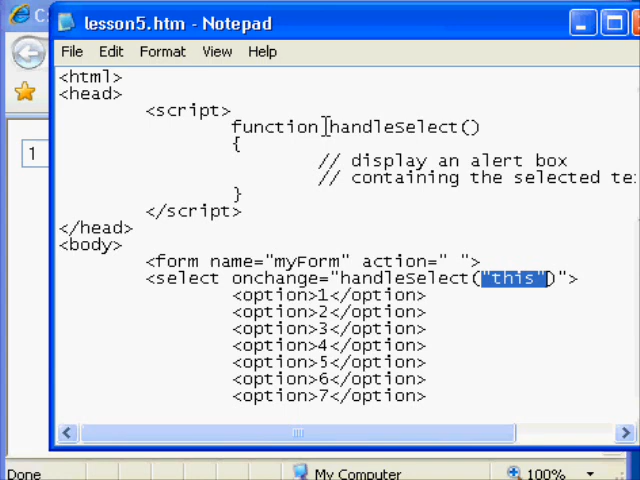 lesson5.htm - Notepad
File Edit Format View Help
<html>
<head>
<script>
function handleSelect()
{
// display an alert box
// containing the selected te
}
</script>
</head>
<body>
<form name="myForm" action=" ">
<select onchange="handleSelect("this")">
<option>1</option>
<option>2</option>
<option>3</option>
<option>4</option>
<option>5</option>
<option>6</option>
<option>7</option>
1
Done My Computer 100%